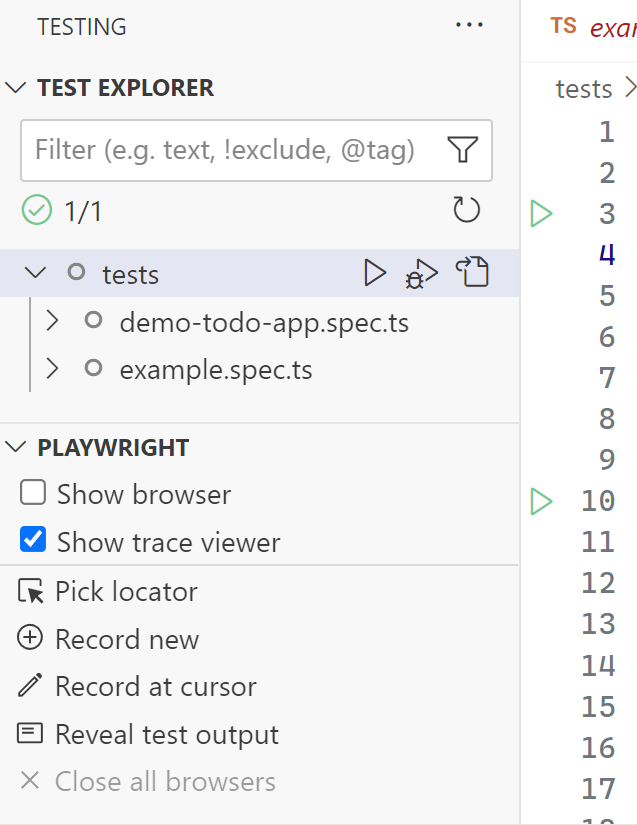 TESTING
TEST EXPLORER
Filter (e.g. text, !exclude, @tag)
1/1
tests
demo-todo-app.spec.ts
example.spec.ts
PLAYWRIGHT
Show browser
Show trace viewer
Pick locator
Record new
Record at cursor
Reveal test output
Close all browsers
TS
tests
1
2
3
4
5
6
7
8
9
10
11
12
13
14
15
16
17